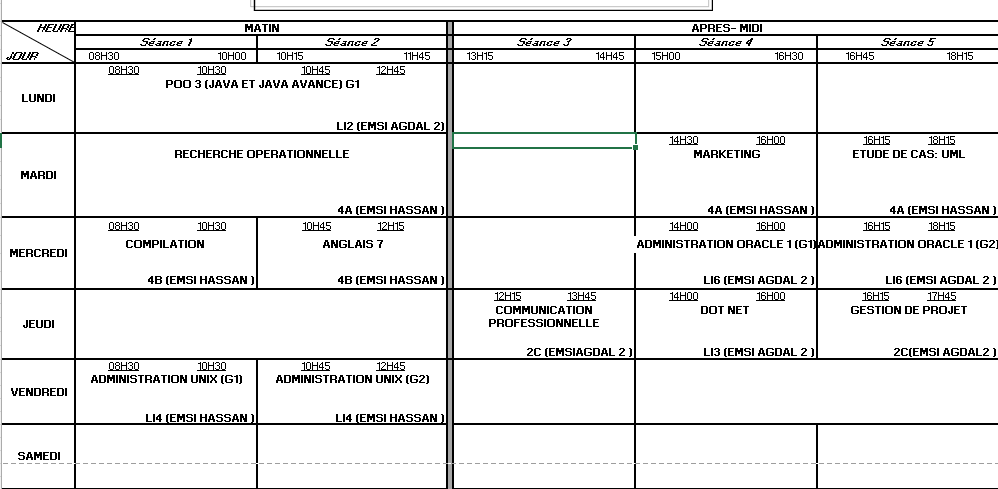 HEURE MATIN APRES- MIDI
Séance 1 Séance 2 Séance 3 Séance 4 Séance 5
JOUR 08H30 10H00 10H15 11H45 13H15 14H45 15H00 16H30 16H45 18H15
08H30 10H30 10H45 12H45
POO 3 (JAVA ET JAVA AVANCE) G1
LUNDI
LI2 (EMSI AGDAL 2)
14H30 16H00 16H15 18H15
RECHERCHE OPERATIONNELLE MARKETING ETUDE DE CAS: UML
MARDI
4A (EMSI HASSAN ) 4A (EMSI HASSAN ) 4A (EMSI HASSAN )
08H30 10H30 10H45 12H15 14H00 16H00 16H15 18H15
COMPILATION ANGLAIS 7 ADMINISTRATION ORACLE 1 (G1) ADMINISTRATION ORACLE 1 (G2)
MERCREDI
4B (EMSI HASSAN ) 4B (EMSI HASSAN ) LI6 (EMSI AGDAL 2 ) LI6 (EMSI AGDAL 2 )
12H15 13H45 14H00 16H00 16H15 17H45
COMMUNICATION DOT NET GESTION DE PROJET
JEUDI PROFESSIONNELLE
2C (EMSIAGDAL 2 ) LI3 (EMSI AGDAL 2 ) 2C(EMSI AGDAL2 )
08H30 10H30 10H45 12H45
ADMINISTRATION UNIX (G1) ADMINISTRATION UNIX (G2)
VENDREDI
LI4 (EMSI HASSAN ) LI4 (EMSI HASSAN )
SAMEDI